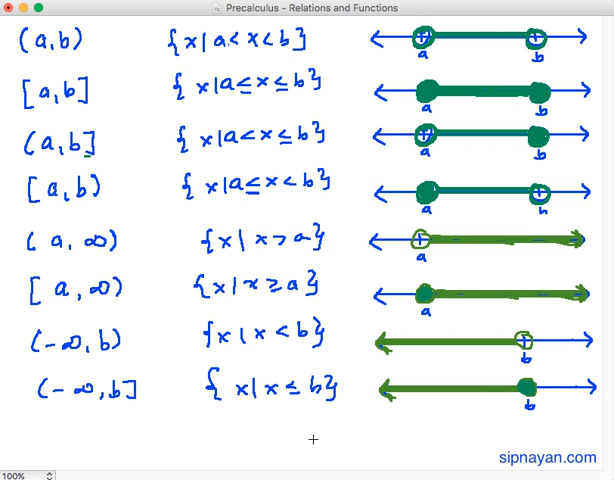 Precalculus - Relations and Functions
(a,b) {x|a<x<b} a b
[a,b] {x|a≤x≤b} a b
(a,b] {x|a<x≤b} a b
[a,b) {x|a≤x<b} a b
(a,∞) {x|x>a} a
[a,∞) {x|x≥a} a
(-∞,b) {x|x<b} b
(-∞,b] {x|x≤b} b
sipnayan.com
100%